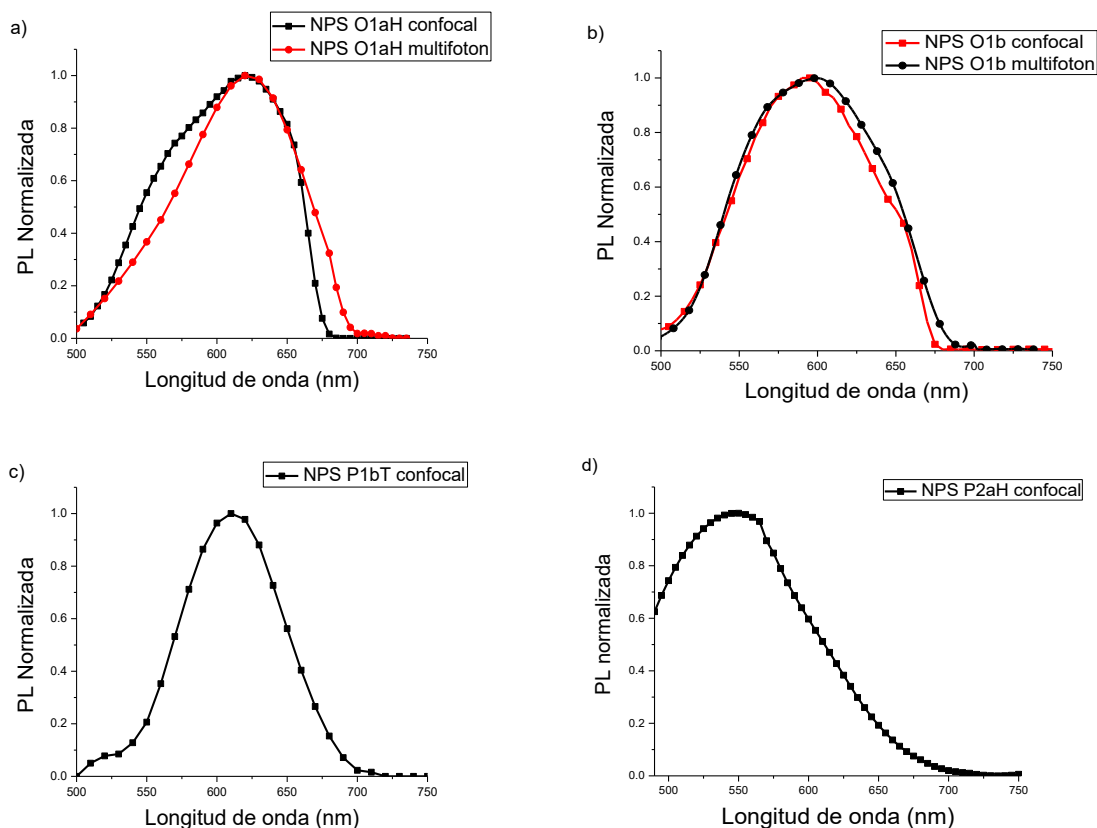 a)
NPS O1aH confocal
NPS O1aH multifoton
PL Normalizada
1.0
0.8
0.6
0.4
0.2
0.0
500
550
600
650
700
750
Longitud de onda (nm)
b)
NPS O1b confocal
NPS O1b multifoton
PL Normalizada
1.0
0.8
0.6
0.4
0.2
0.0
500
550
600
650
700
750
Longitud de onda (nm)
c)
NPS P1bT confocal
PL Normalizada
1.0
0.8
0.6
0.4
0.2
0.0
500
550
600
650
700
750
Longitud de onda (nm)
d)
NPS P2aH confocal
PL normalizada
1.0
0.8
0.6
0.4
0.2
0.0
500
550
600
650
700
750
Longitud de onda (nm)